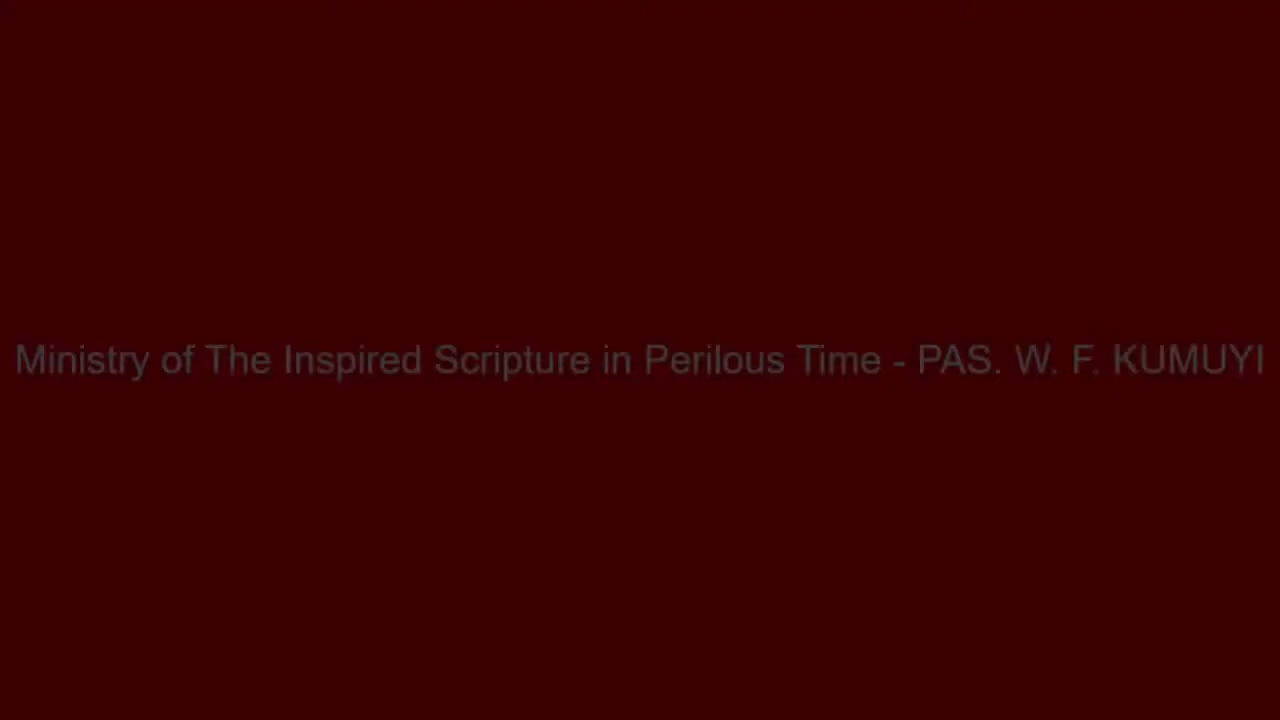 Ministry of The Inspired Scripture in Perilous Time - PAS. W. F. KUMUYI